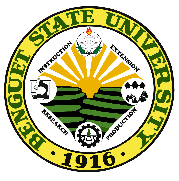 BENGUET STATE UNIVERSITY
INSTRUCTION
EXTENSION
RESEARCH
PRODUCTION
· 1916 ·